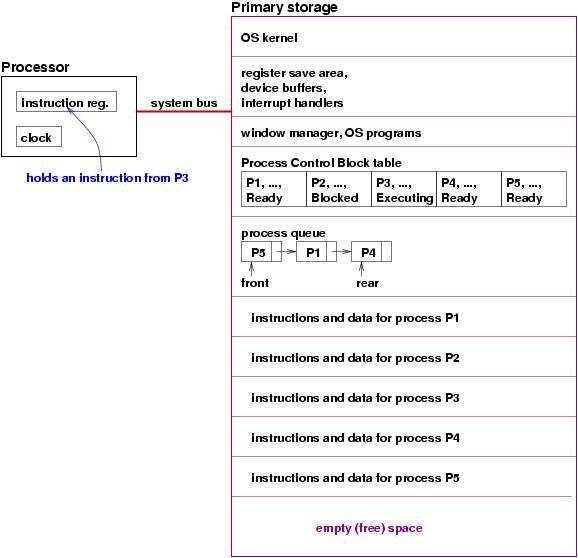 Primary storage
OS kernel
Processor
register save area,
device buffers,
interrupt handlers
instruction reg.
system bus
clock
window manager, OS programs
holds an instruction from P3
Process Control Block table
P1, ..., Ready
P2, ..., Blocked
P3, ..., Executing
P4, ..., Ready
P5, ..., Ready
process queue
P5 P1 P4
front rear
instructions and data for process P1
instructions and data for process P2
instructions and data for process P3
instructions and data for process P4
instructions and data for process P5
empty (free) space